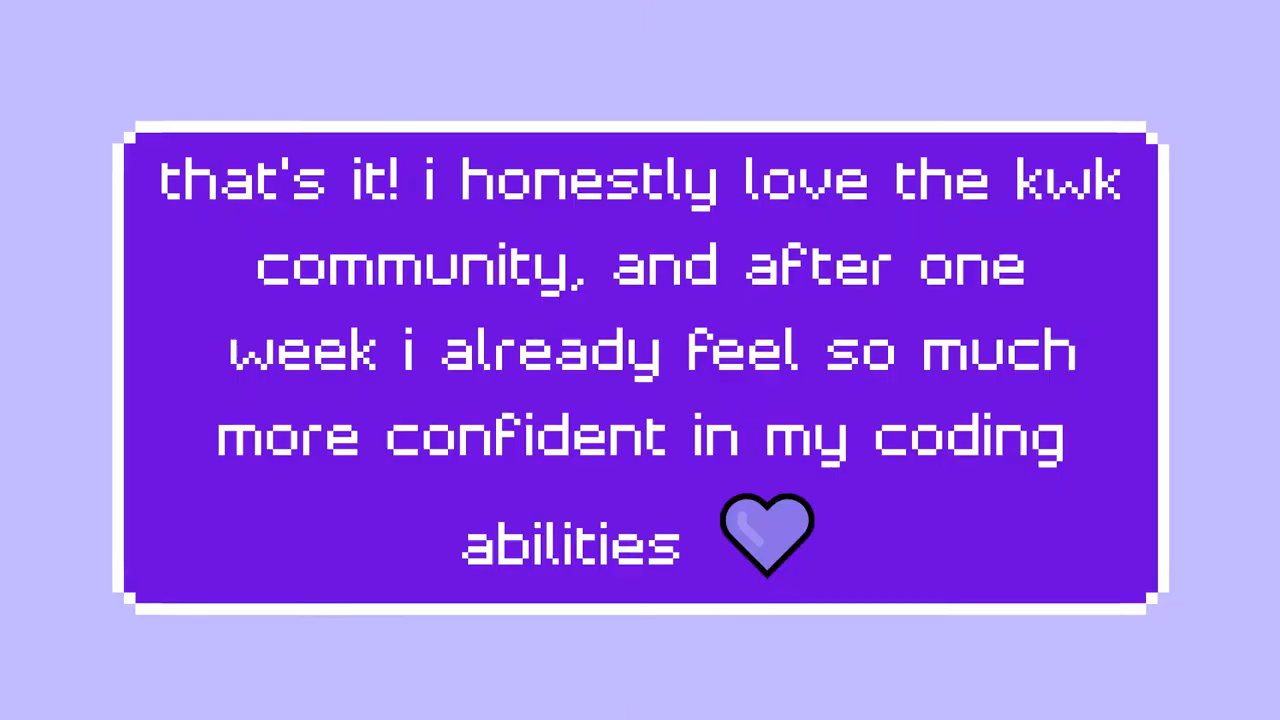 that's it! i honestly love the kwk
community, and after one
week i already feel so much
more confident in my coding
abilities